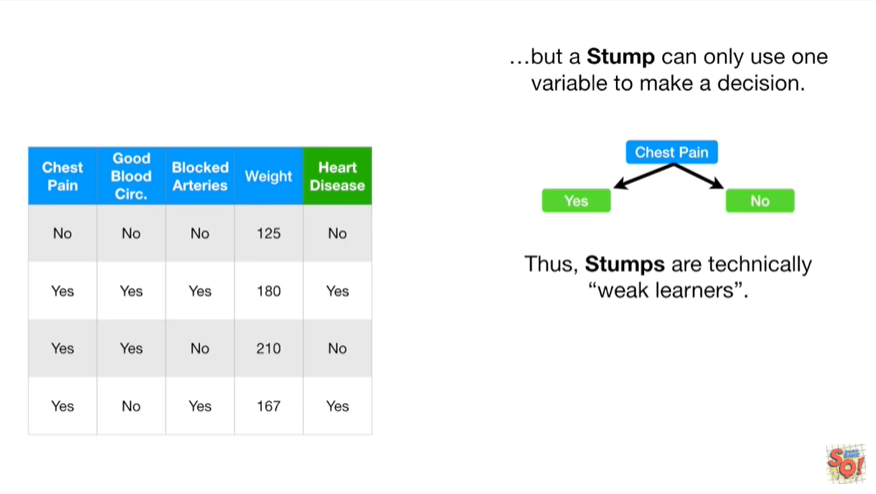 …but a Stump can only use one
variable to make a decision.
Chest Pain
Yes
No
Thus, Stumps are technically
“weak learners”.
Chest Pain Good Blood Circ. Blocked Arteries Weight Heart Disease
No No No 125 No
Yes Yes Yes 180 Yes
Yes Yes No 210 No
Yes No Yes 167 Yes
SQ!